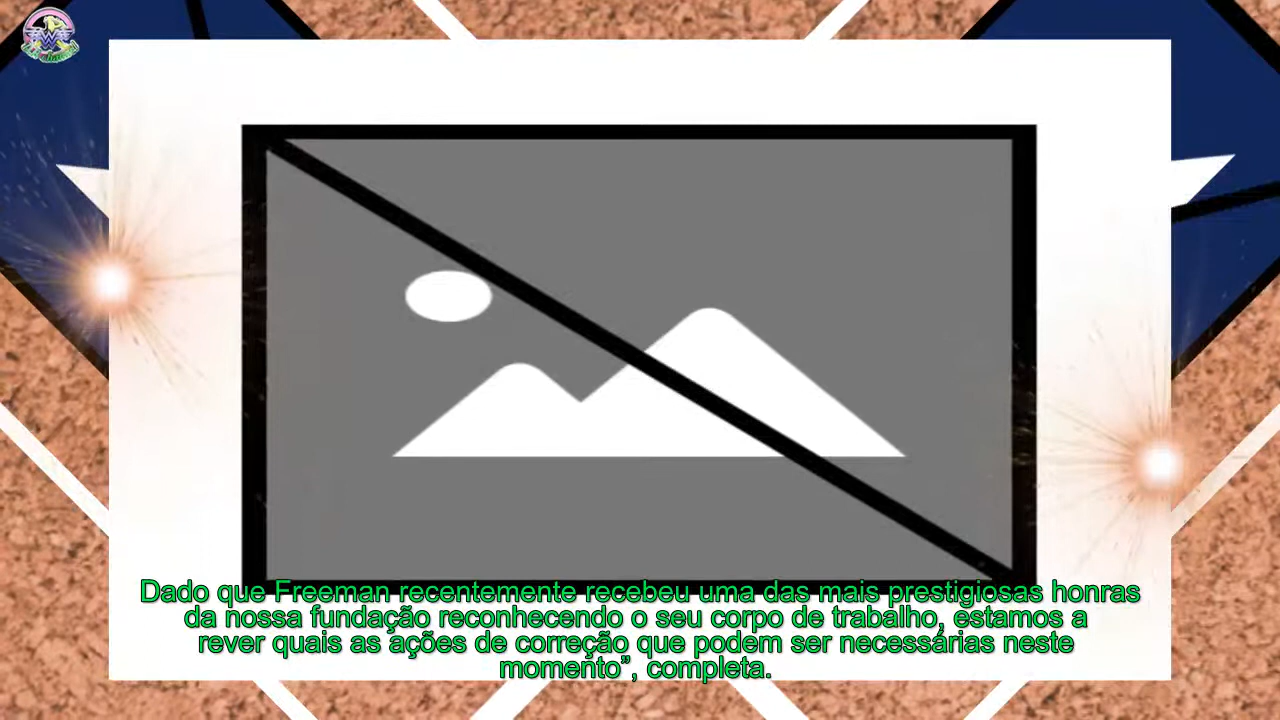 Dado que Freeman recentemente recebeu uma das mais prestigiosas honras
da nossa fundação reconhecendo o seu corpo de trabalho, estamos a
rever quais as ações de correção que podem ser necessárias neste
momento”, completa.